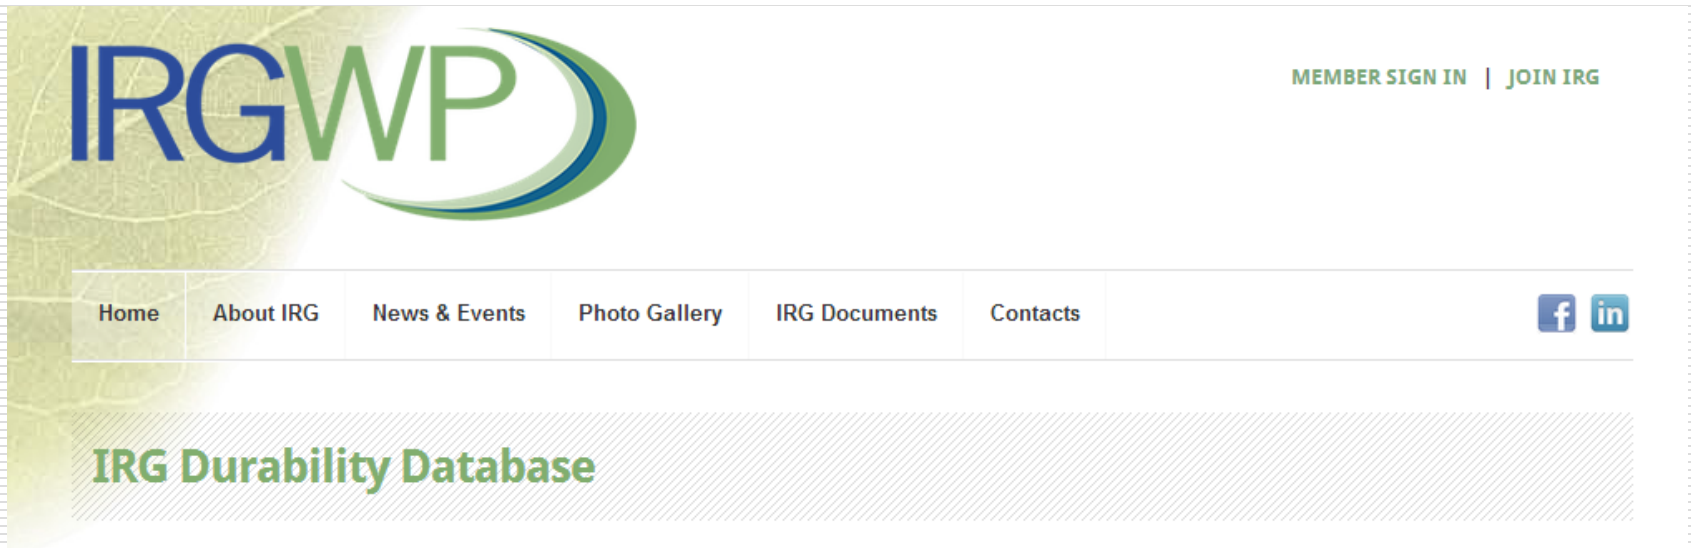 IRGWP
MEMBER SIGN IN | JOIN IRG
Home About IRG News & Events Photo Gallery IRG Documents Contacts f in
IRG Durability Database